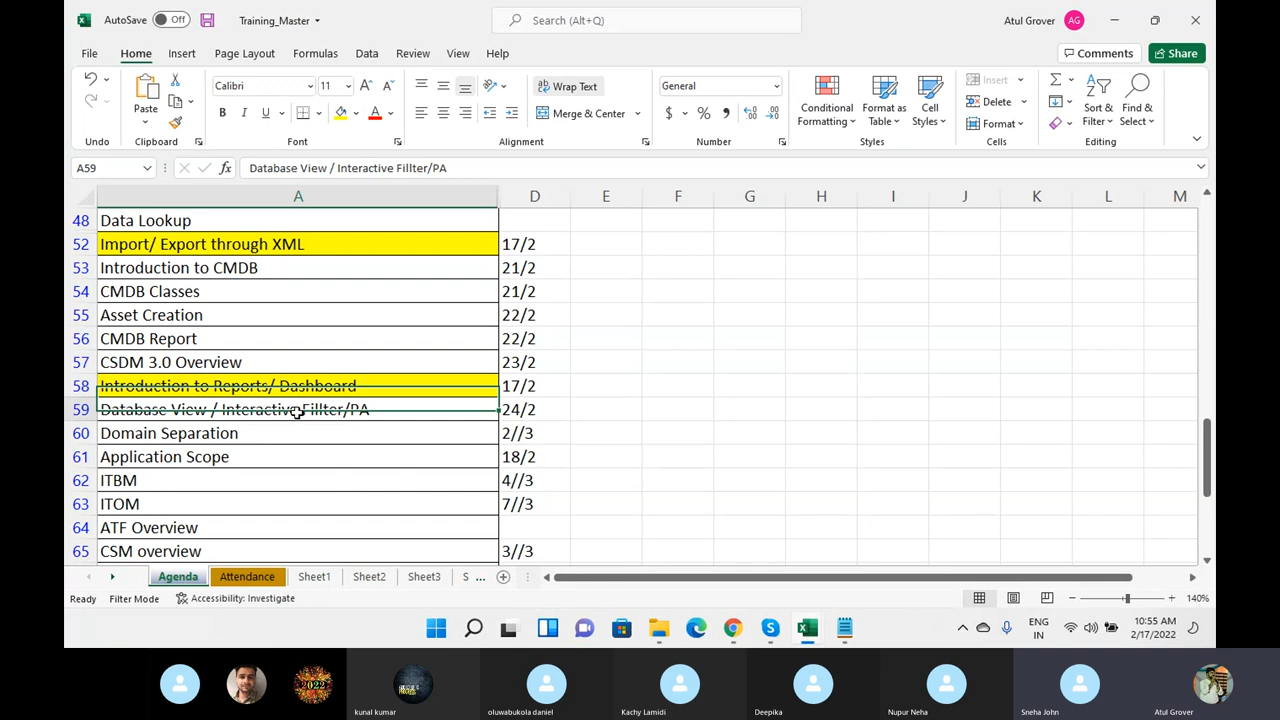 AutoSave Off Training_Master Search (Alt+Q) Atul Grover AG
File Home Insert Page Layout Formulas Data Review View Help Comments Share
Calibri 11 Wrap Text General Insert
Paste B I U Merge & Center $ % Conditional Formatting Format as Table Cell Styles Delete Sort & Filter Find & Select
Format
Undo Clipboard Font Alignment Number Styles Cells Editing
A59 fx Database View / Interactive Fillter/PA
A D E F G H I J K L M
48 Data Lookup
52 Import/ Export through XML 17/2
53 Introduction to CMDB 21/2
54 CMDB Classes 21/2
55 Asset Creation 22/2
56 CMDB Report 22/2
57 CSDM 3.0 Overview 23/2
58 Introduction to Reports/ Dashboard 17/2
59 Database View / Interactive Fillter/PA 24/2
60 Domain Separation 2//3
61 Application Scope 18/2
62 ITBM 4//3
63 ITOM 7//3
64 ATF Overview
65 CSM overview 3//3
Agenda Attendance Sheet1 Sheet2 Sheet3 S ...
Ready Filter Mode Accessibility: Investigate 140%
ENG
IN
10:55 AM
2/17/2022
2022
kunal kumar oluwabukola daniel Kachy Lamidi Deepika Nupur Neha Sneha John Atul Grover